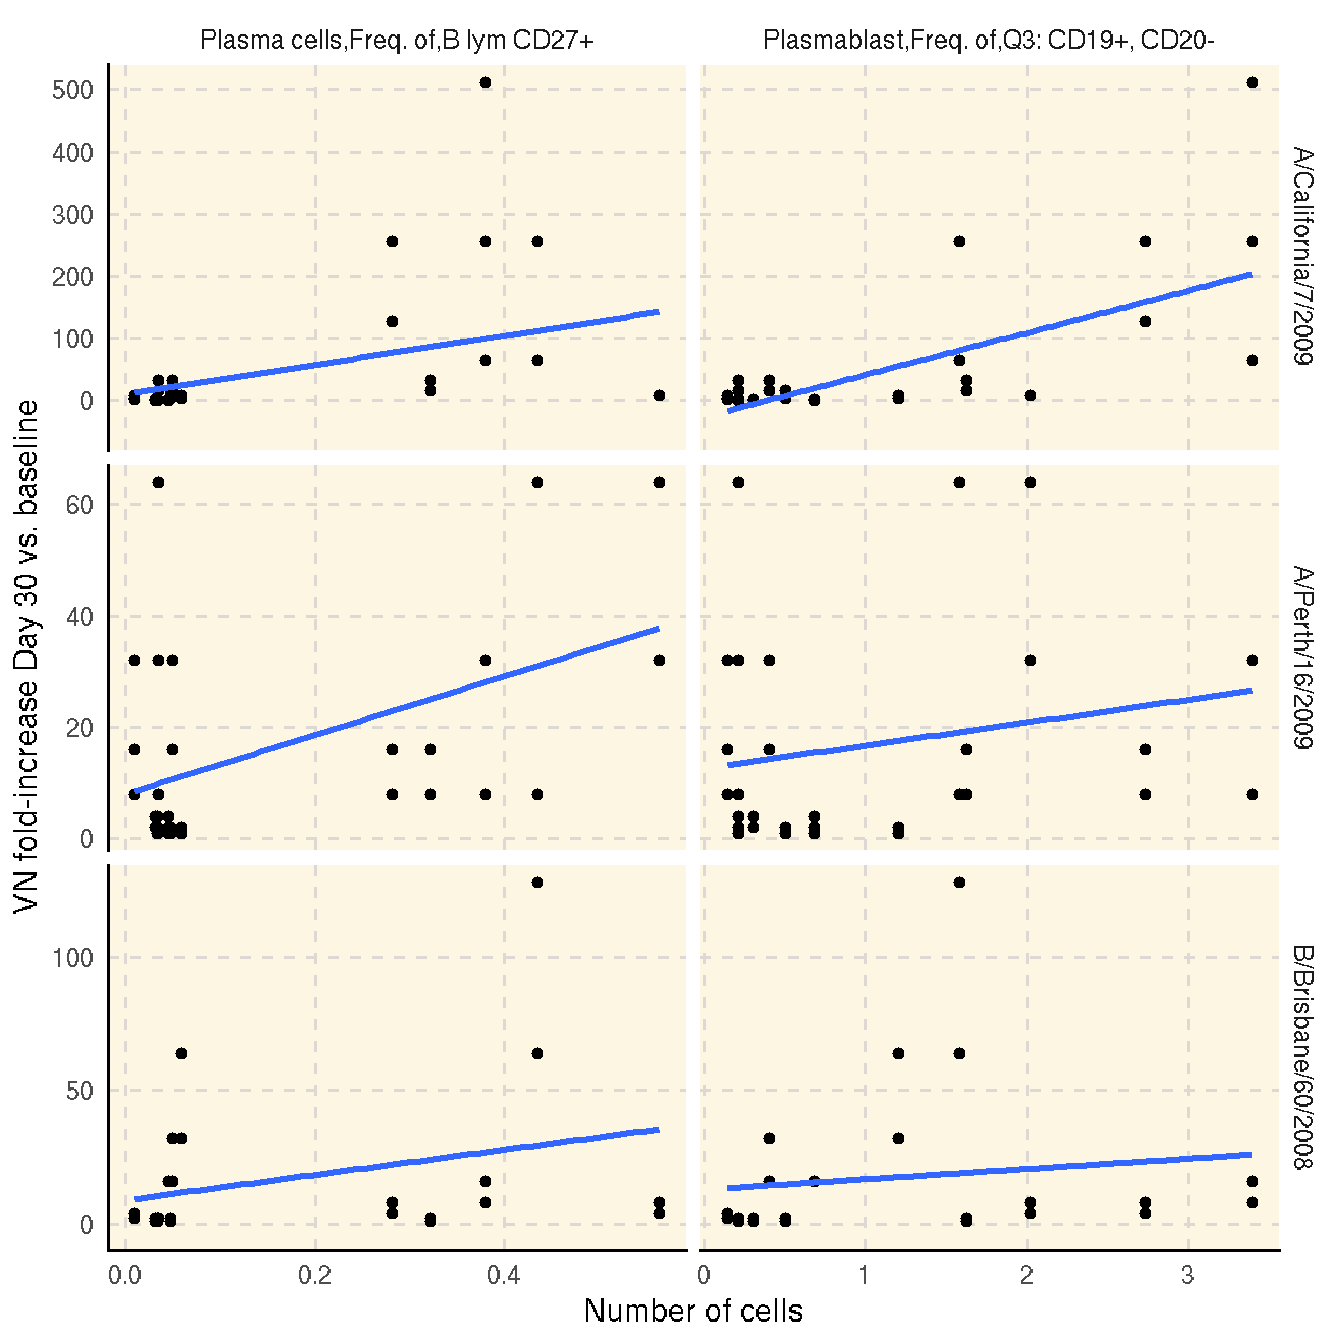 Plasma cells,Freq. of,B lym CD27+
Plasmablast,Freq. of,Q3: CD19+, CD20-
500
400
300
200
100
0
A/California/7/2009
60
40
20
0
A/Perth/16/2009
100
50
0
B/Brisbane/60/2008
VN fold-increase Day 30 vs. baseline
0.0 0.2 0.4
0 1 2 3
Number of cells